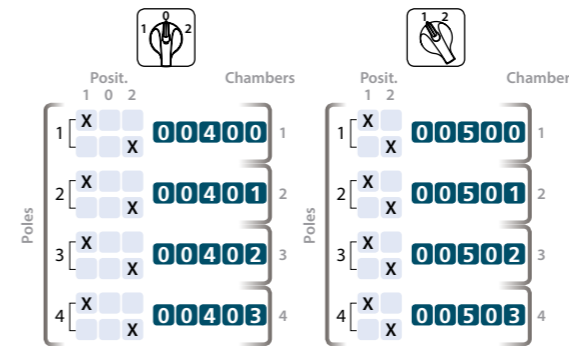 0
1 2
Posit. Chambers
1 0 2
Poles
1 X 00400 1
X
2 X 00401 2
X
3 X 00402 3
X
4 X 00403 4
X
1 2
Posit. Chamber
1 2
Poles
1 X 00500 1
X
2 X 00501 2
X
3 X 00502 3
X
4 X 00503 4
X